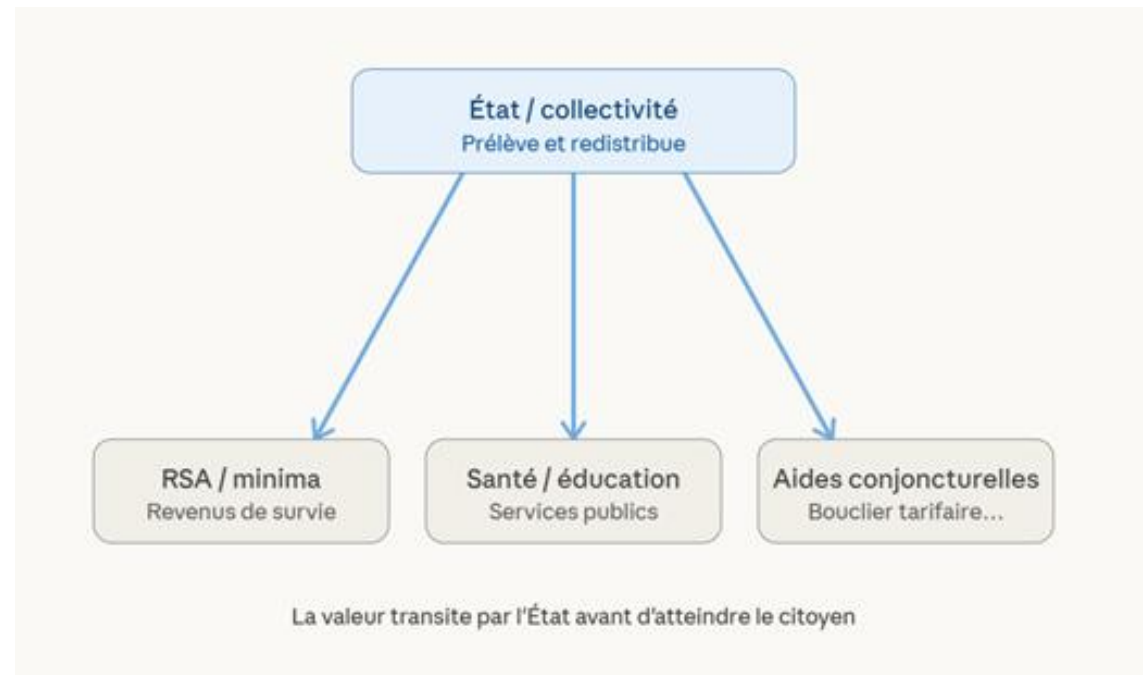 État / collectivité
Prélève et redistribue
RSA / minima
Revenus de survie
Santé / éducation
Services publics
Aides conjoncturelles
Bouclier tarifaire…
La valeur transite par l’État avant d’atteindre le citoyen